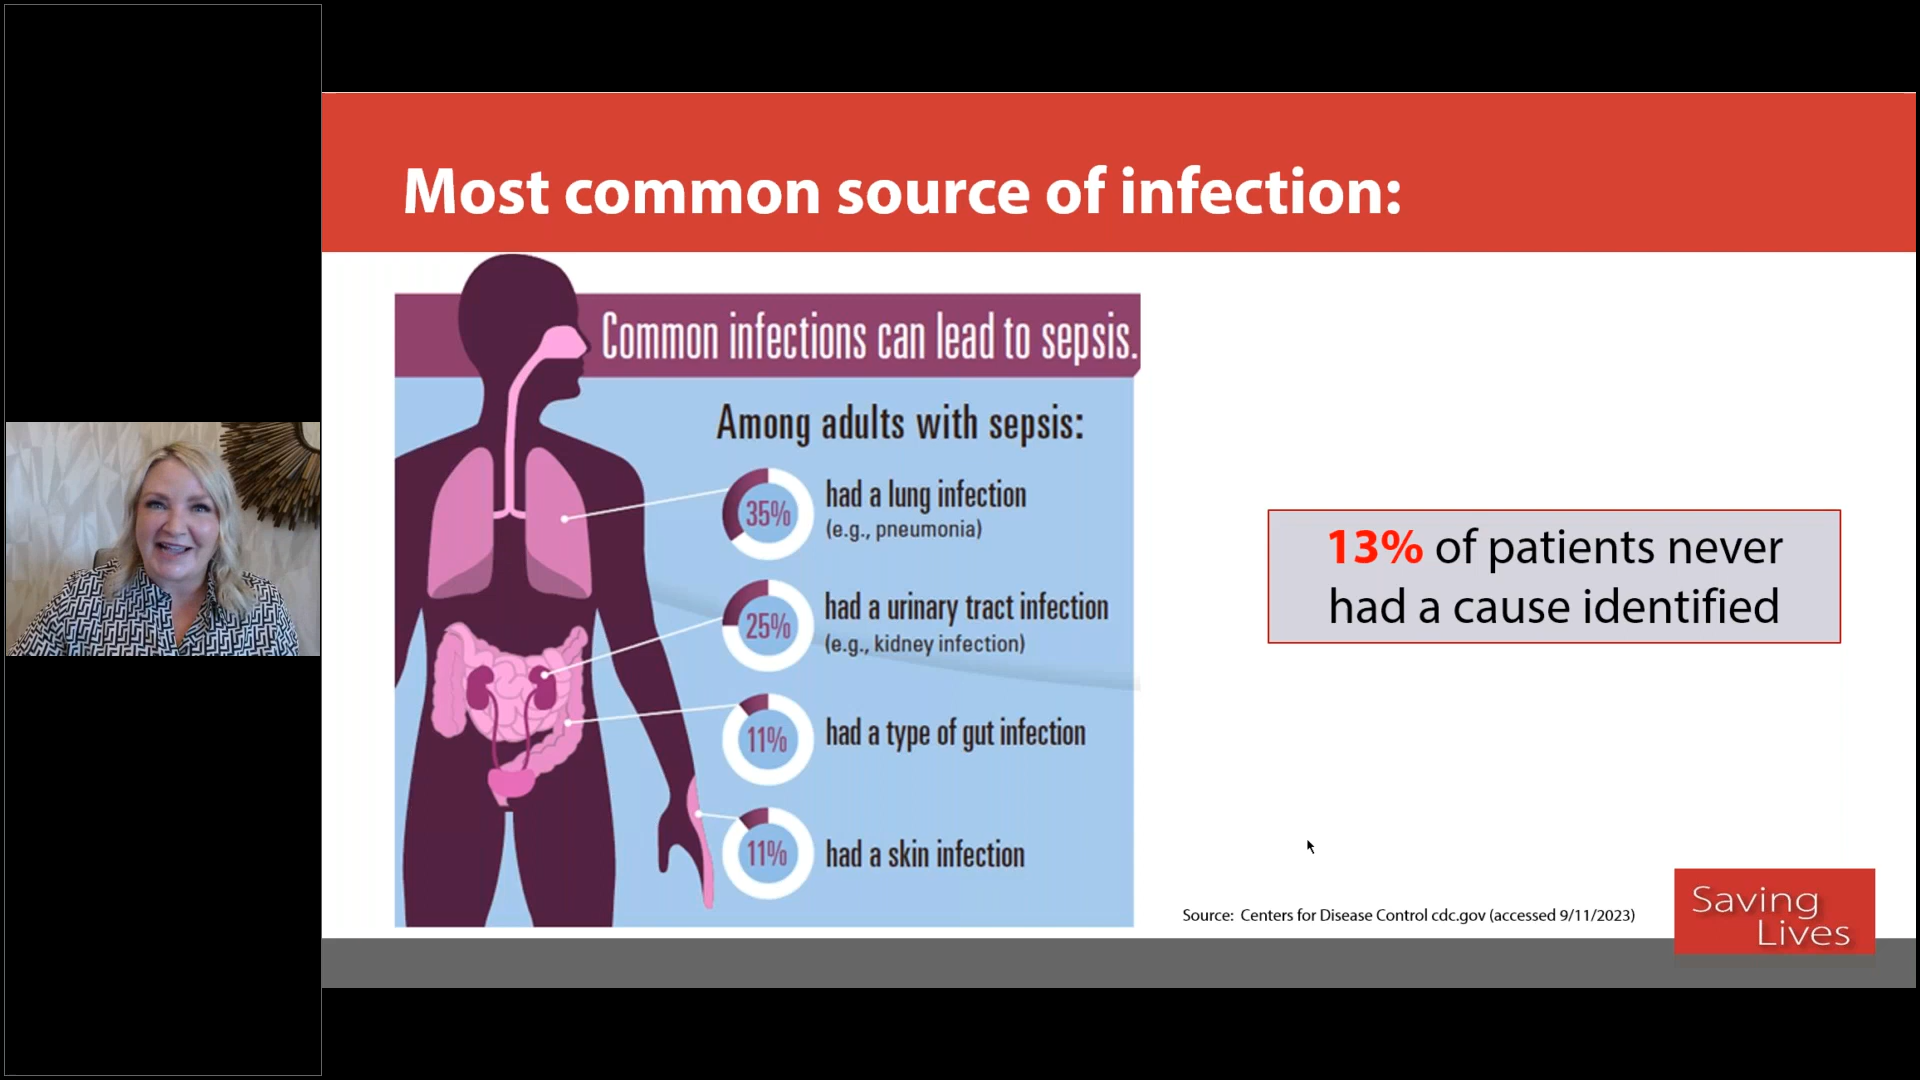 Most common source of infection:
Common infections can lead to sepsis.
Among adults with sepsis:
35%
had a lung infection
(e.g., pneumonia)
25%
had a urinary tract infection
(e.g., kidney infection)
11%
had a type of gut infection
11%
had a skin infection
13% of patients never
had a cause identified
Source: Centers for Disease Control cdc.gov (accessed 9/11/2023)
Saving
Lives